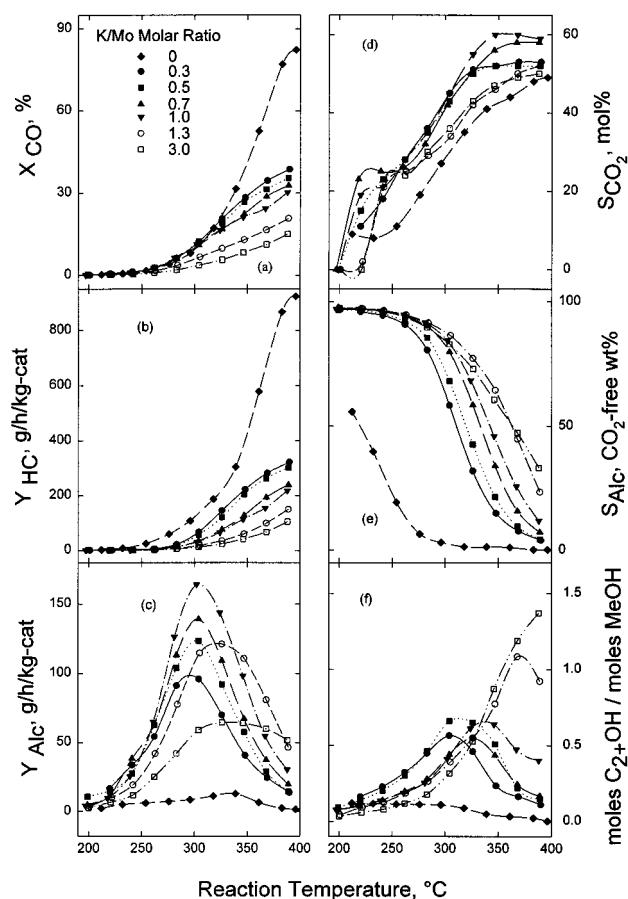 90
60
30
0
X CO, %
K/Mo Molar Ratio
0
0.3
0.5
0.7
1.0
1.3
3.0
(a)
(d)
60
40
20
0
S CO2, mol%
800
600
400
200
0
Y HC, g/h/kg-cat
(b)
(e)
100
50
0
S Alc, CO2-free wt%
150
100
50
0
Y Alc, g/h/kg-cat
(c)
(f)
1.5
1.0
0.5
0.0
moles C2+OH / moles MeOH
200 250 300 350 400
200 250 300 350 400
Reaction Temperature, °C